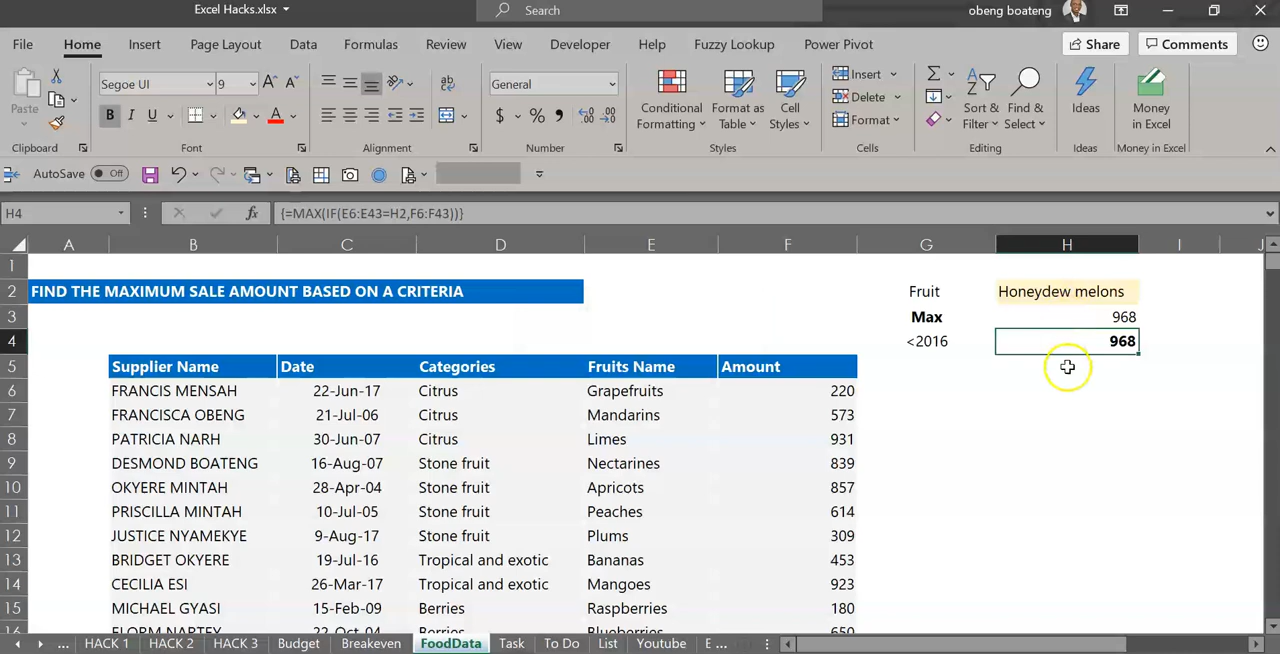 Excel Hacks.xlsx
Search
obeng boateng
File Home Insert Page Layout Data Formulas Review View Developer Help Fuzzy Lookup Power Pivot Share Comments
Paste
Segoe UI 9
B I U A
ab
General
$ % 9
Conditional Formatting
Format as Table
Cell Styles
Insert
Delete
Format
Sort & Filter
Find & Select
Ideas
Money in Excel
Clipboard Font Alignment Number Styles Cells Editing Ideas Money in Excel
AutoSave Off
H4 fx {=MAX(IF(E6:E43=H2,F6:F43))}
A B C D E F G H I J
1
2 FIND THE MAXIMUM SALE AMOUNT BASED ON A CRITERIA Fruit Honeydew melons
3 Max 968
4 <2016 968
5 Supplier Name Date Categories Fruits Name Amount
6 FRANCIS MENSAH 22-Jun-17 Citrus Grapefruits 220
7 FRANCISCA OBENG 21-Jul-06 Citrus Mandarins 573
8 PATRICIA NARH 30-Jun-07 Citrus Limes 931
9 DESMOND BOATENG 16-Aug-07 Stone fruit Nectarines 839
10 OKYERE MINTAH 28-Apr-04 Stone fruit Apricots 857
11 PRISCILLA MINTAH 10-Jul-05 Stone fruit Peaches 614
12 JUSTICE NYAMEKYE 9-Aug-17 Stone fruit Plums 309
13 BRIDGET OKYERE 19-Jul-16 Tropical and exotic Bananas 453
14 CECILIA ESI 26-Mar-17 Tropical and exotic Mangoes 923
15 MICHAEL GYASI 15-Feb-09 Berries Raspberries 180
16 22-Oct-04 Berries Blueberries 650
... HACK 1 HACK 2 HACK 3 Budget Breakeven FoodData Task To Do List Youtube E ...